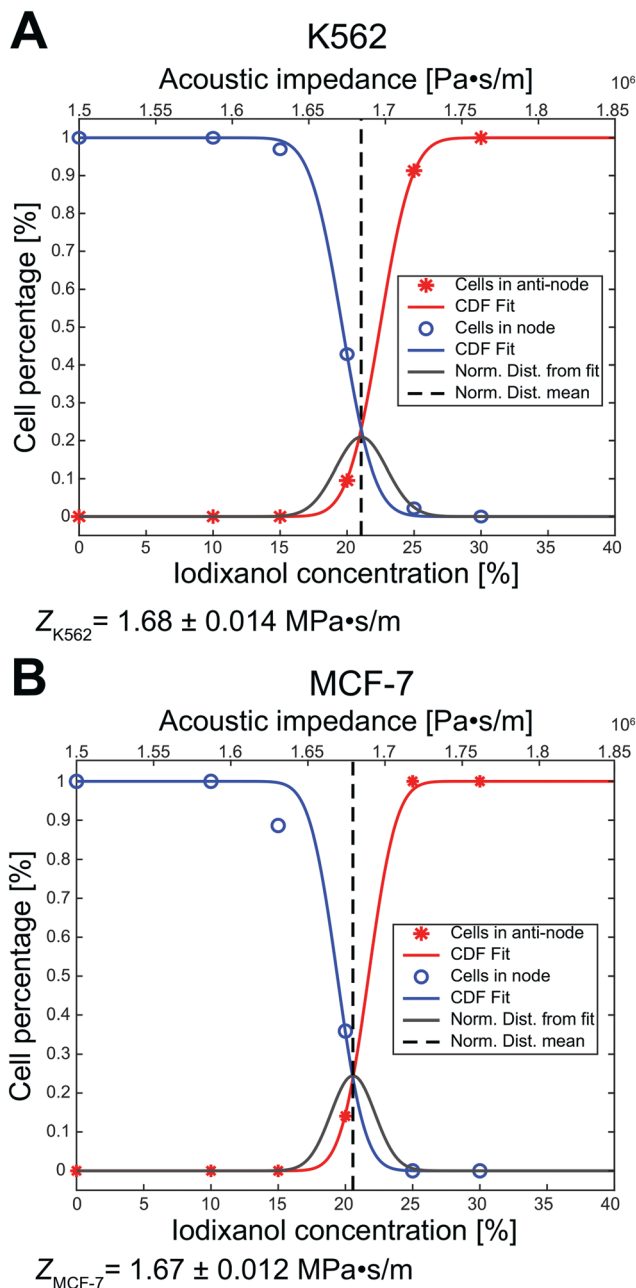 A
K562
Acoustic impedance [Pa•s/m]
10⁶
1.5 1.55 1.6 1.65 1.7 1.75 1.8 1.85
Cell percentage [%]
1
0.9
0.8
0.7
0.6
0.5
0.4
0.3
0.2
0.1
0
Cells in anti-node
CDF Fit
Cells in node
CDF Fit
Norm. Dist. from fit
Norm. Dist. mean
0 5 10 15 20 25 30 35 40
Iodixanol concentration [%]
Z K562= 1.68 ± 0.014 MPa•s/m
B
MCF-7
Acoustic impedance [Pa•s/m]
10⁶
1.5 1.55 1.6 1.65 1.7 1.75 1.8 1.85
Cell percentage [%]
1
0.9
0.8
0.7
0.6
0.5
0.4
0.3
0.2
0.1
0
Cells in anti-node
CDF Fit
Cells in node
CDF Fit
Norm. Dist. from fit
Norm. Dist. mean
0 5 10 15 20 25 30 35 40
Iodixanol concentration [%]
Z MCF-7= 1.67 ± 0.012 MPa•s/m